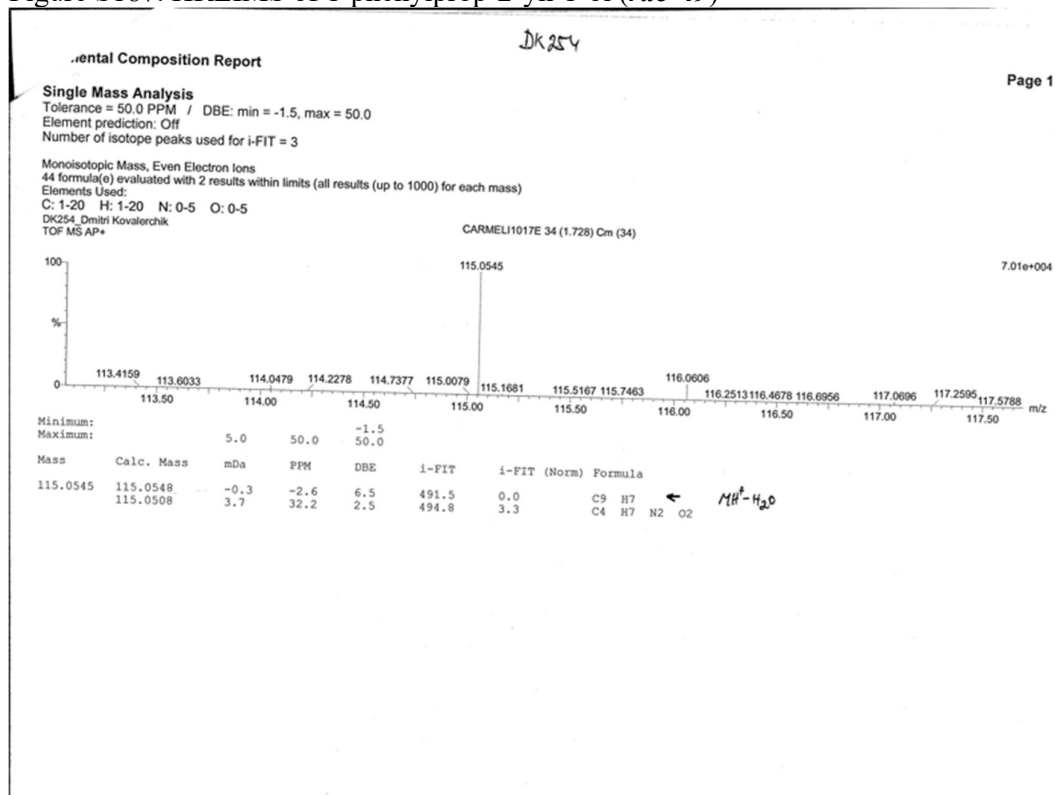 DK254
ental Composition Report
Page 1
Single Mass Analysis
Tolerance = 50.0 PPM / DBE: min = -1.5, max = 50.0
Element prediction: Off
Number of isotope peaks used for i-FIT = 3
Monoisotopic Mass, Even Electron Ions
44 formula(e) evaluated with 2 results within limits (all results (up to 1000) for each mass)
Elements Used:
C: 1-20 H: 1-20 N: 0-5 O: 0-5
DK254_Dmitri Kovalerchik
TOF MS AP+
CARMELI1017E 34 (1.728) Cm (34)
7.01e+004
100
115.0545
%
0
113.4159 113.6033 114.0479 114.2278 114.7377 115.0079 115.1681 115.5167 115.7463 116.0606 116.2513 116.4678 116.6956 117.0696 117.2595 117.5788
113.50 114.00 114.50 115.00 115.50 116.00 116.50 117.00 117.50 m/z
Minimum: -1.5
Maximum: 5.0 50.0 50.0
Mass Calc. Mass mDa PPM DBE i-FIT i-FIT (Norm) Formula
115.0545 115.0548 -0.3 -2.6 6.5 491.5 0.0 C9 H7 ← MH⁺-H₂O
115.0508 3.7 32.2 2.5 494.8 3.3 C4 H7 N2 O2